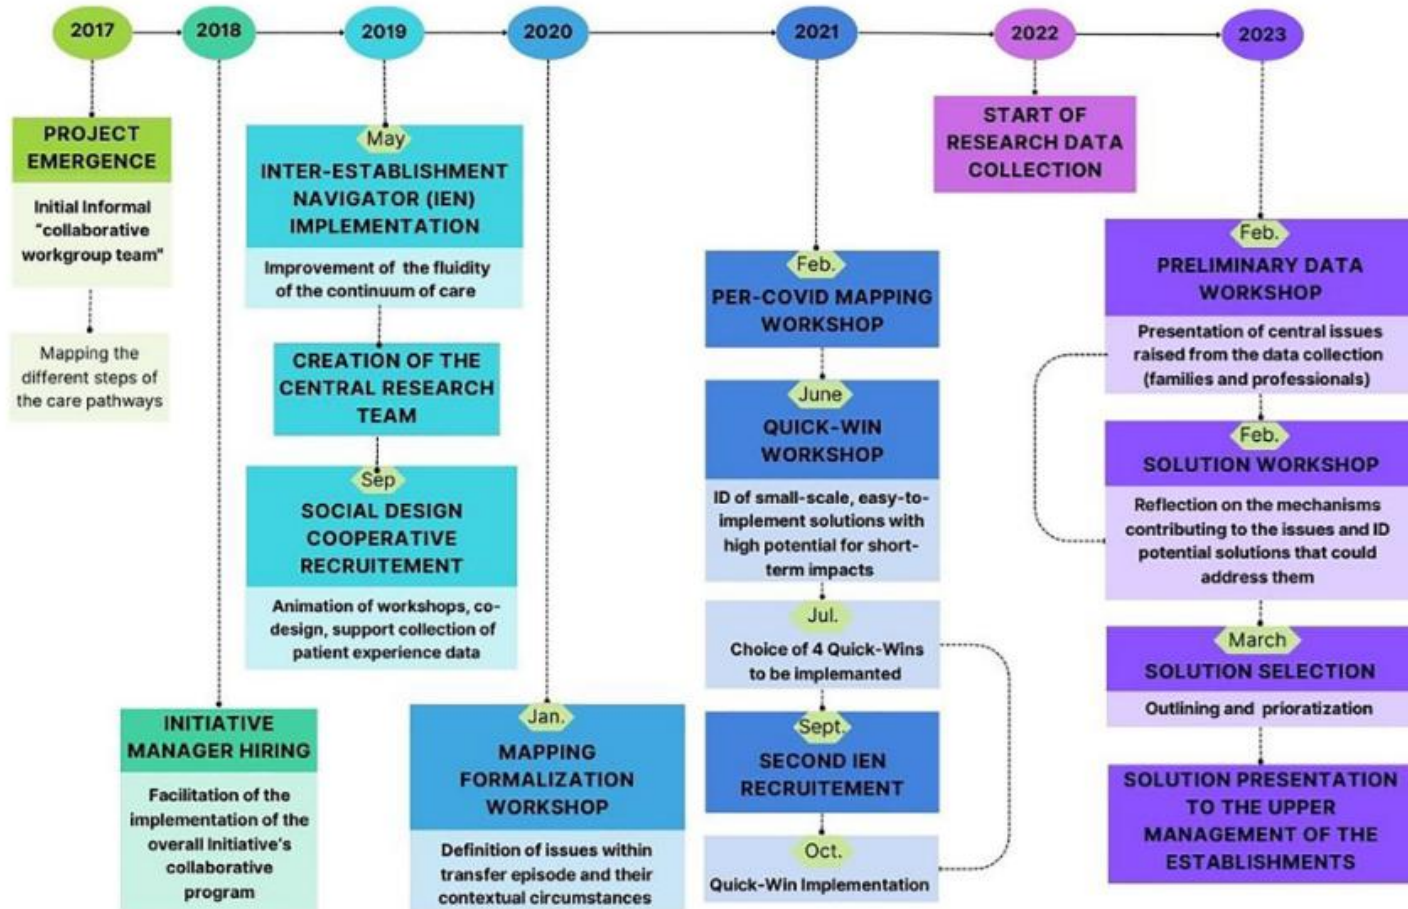 2017
2018
2019
2020
2021
2022
2023
PROJECT
EMERGENCE
Initial Informal
"collaborative
workgroup team"
Mapping the
different steps of
the care pathways
INITIATIVE
MANAGER HIRING
Facilitation of the
implementation of the
overall Initiative's
collaborative
program
May
INTER-ESTABLISHMENT
NAVIGATOR (IEN)
IMPLEMENTATION
Improvement of the fluidity
of the continuum of care
CREATION OF THE
CENTRAL RESEARCH
TEAM
Sep
SOCIAL DESIGN
COOPERATIVE
RECRUITEMENT
Animation of workshops, co-
design, support collection of
patient experience data
Jan.
MAPPING
FORMALIZATION
WORKSHOP
Definition of issues within
transfer episode and their
contextual circumstances
Feb.
PER-COVID MAPPING
WORKSHOP
June
QUICK-WIN
WORKSHOP
ID of small-scale, easy-to-
implement solutions with
high potential for short-
term impacts
Jul.
Choice of 4 Quick-Wins
to be implemanted
Sept.
SECOND IEN
RECRUITEMENT
Oct.
Quick-Win Implementation
START OF
RESEARCH DATA
COLLECTION
Feb.
PRELIMINARY DATA
WORKSHOP
Presentation of central issues
raised from the data collection
(families and professionals)
Feb.
SOLUTION WORKSHOP
Reflection on the mechanisms
contributing to the issues and ID
potential solutions that could
address them
March
SOLUTION SELECTION
Outlining and prioratization
SOLUTION PRESENTATION
TO THE UPPER
MANAGEMENT OF THE
ESTABLISHMENTS